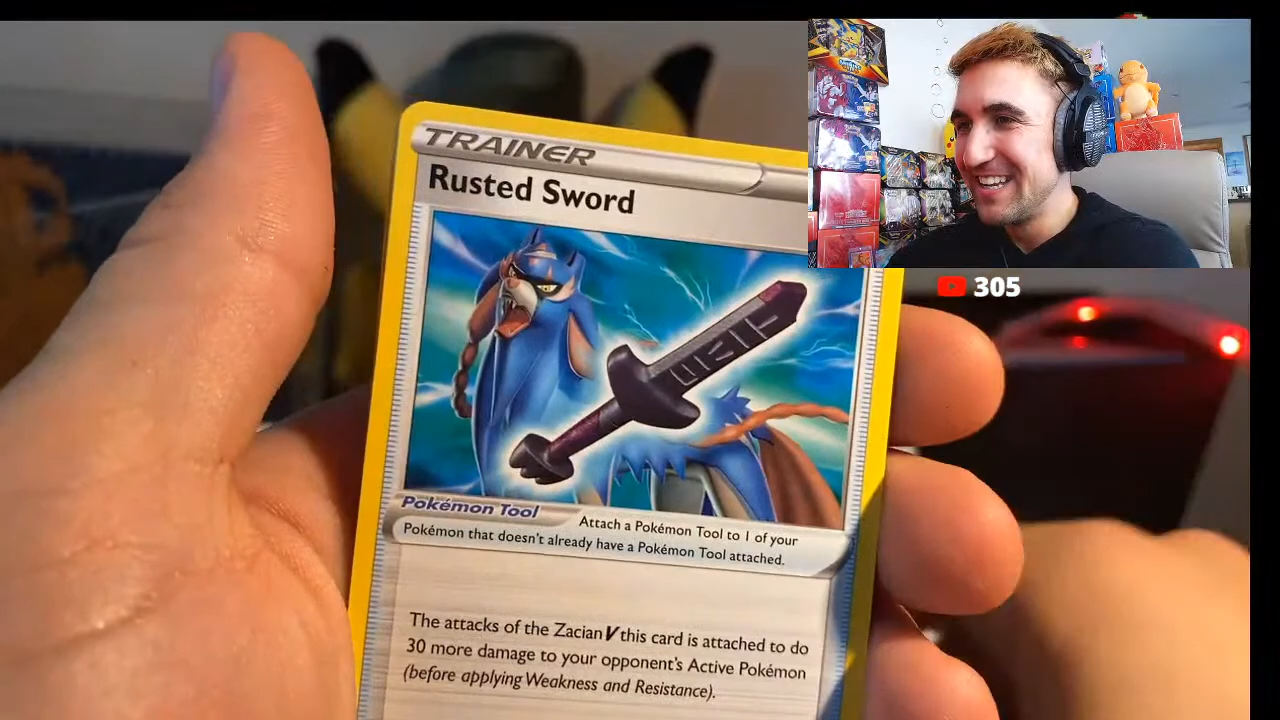 TRAINER
Rusted Sword
305
Pokémon Tool
Attach a Pokémon Tool to 1 of your
Pokémon that doesn't already have a Pokémon Tool attached.
The attacks of the Zacian V this card is attached to do
30 more damage to your opponent's Active Pokémon
(before applying Weakness and Resistance).